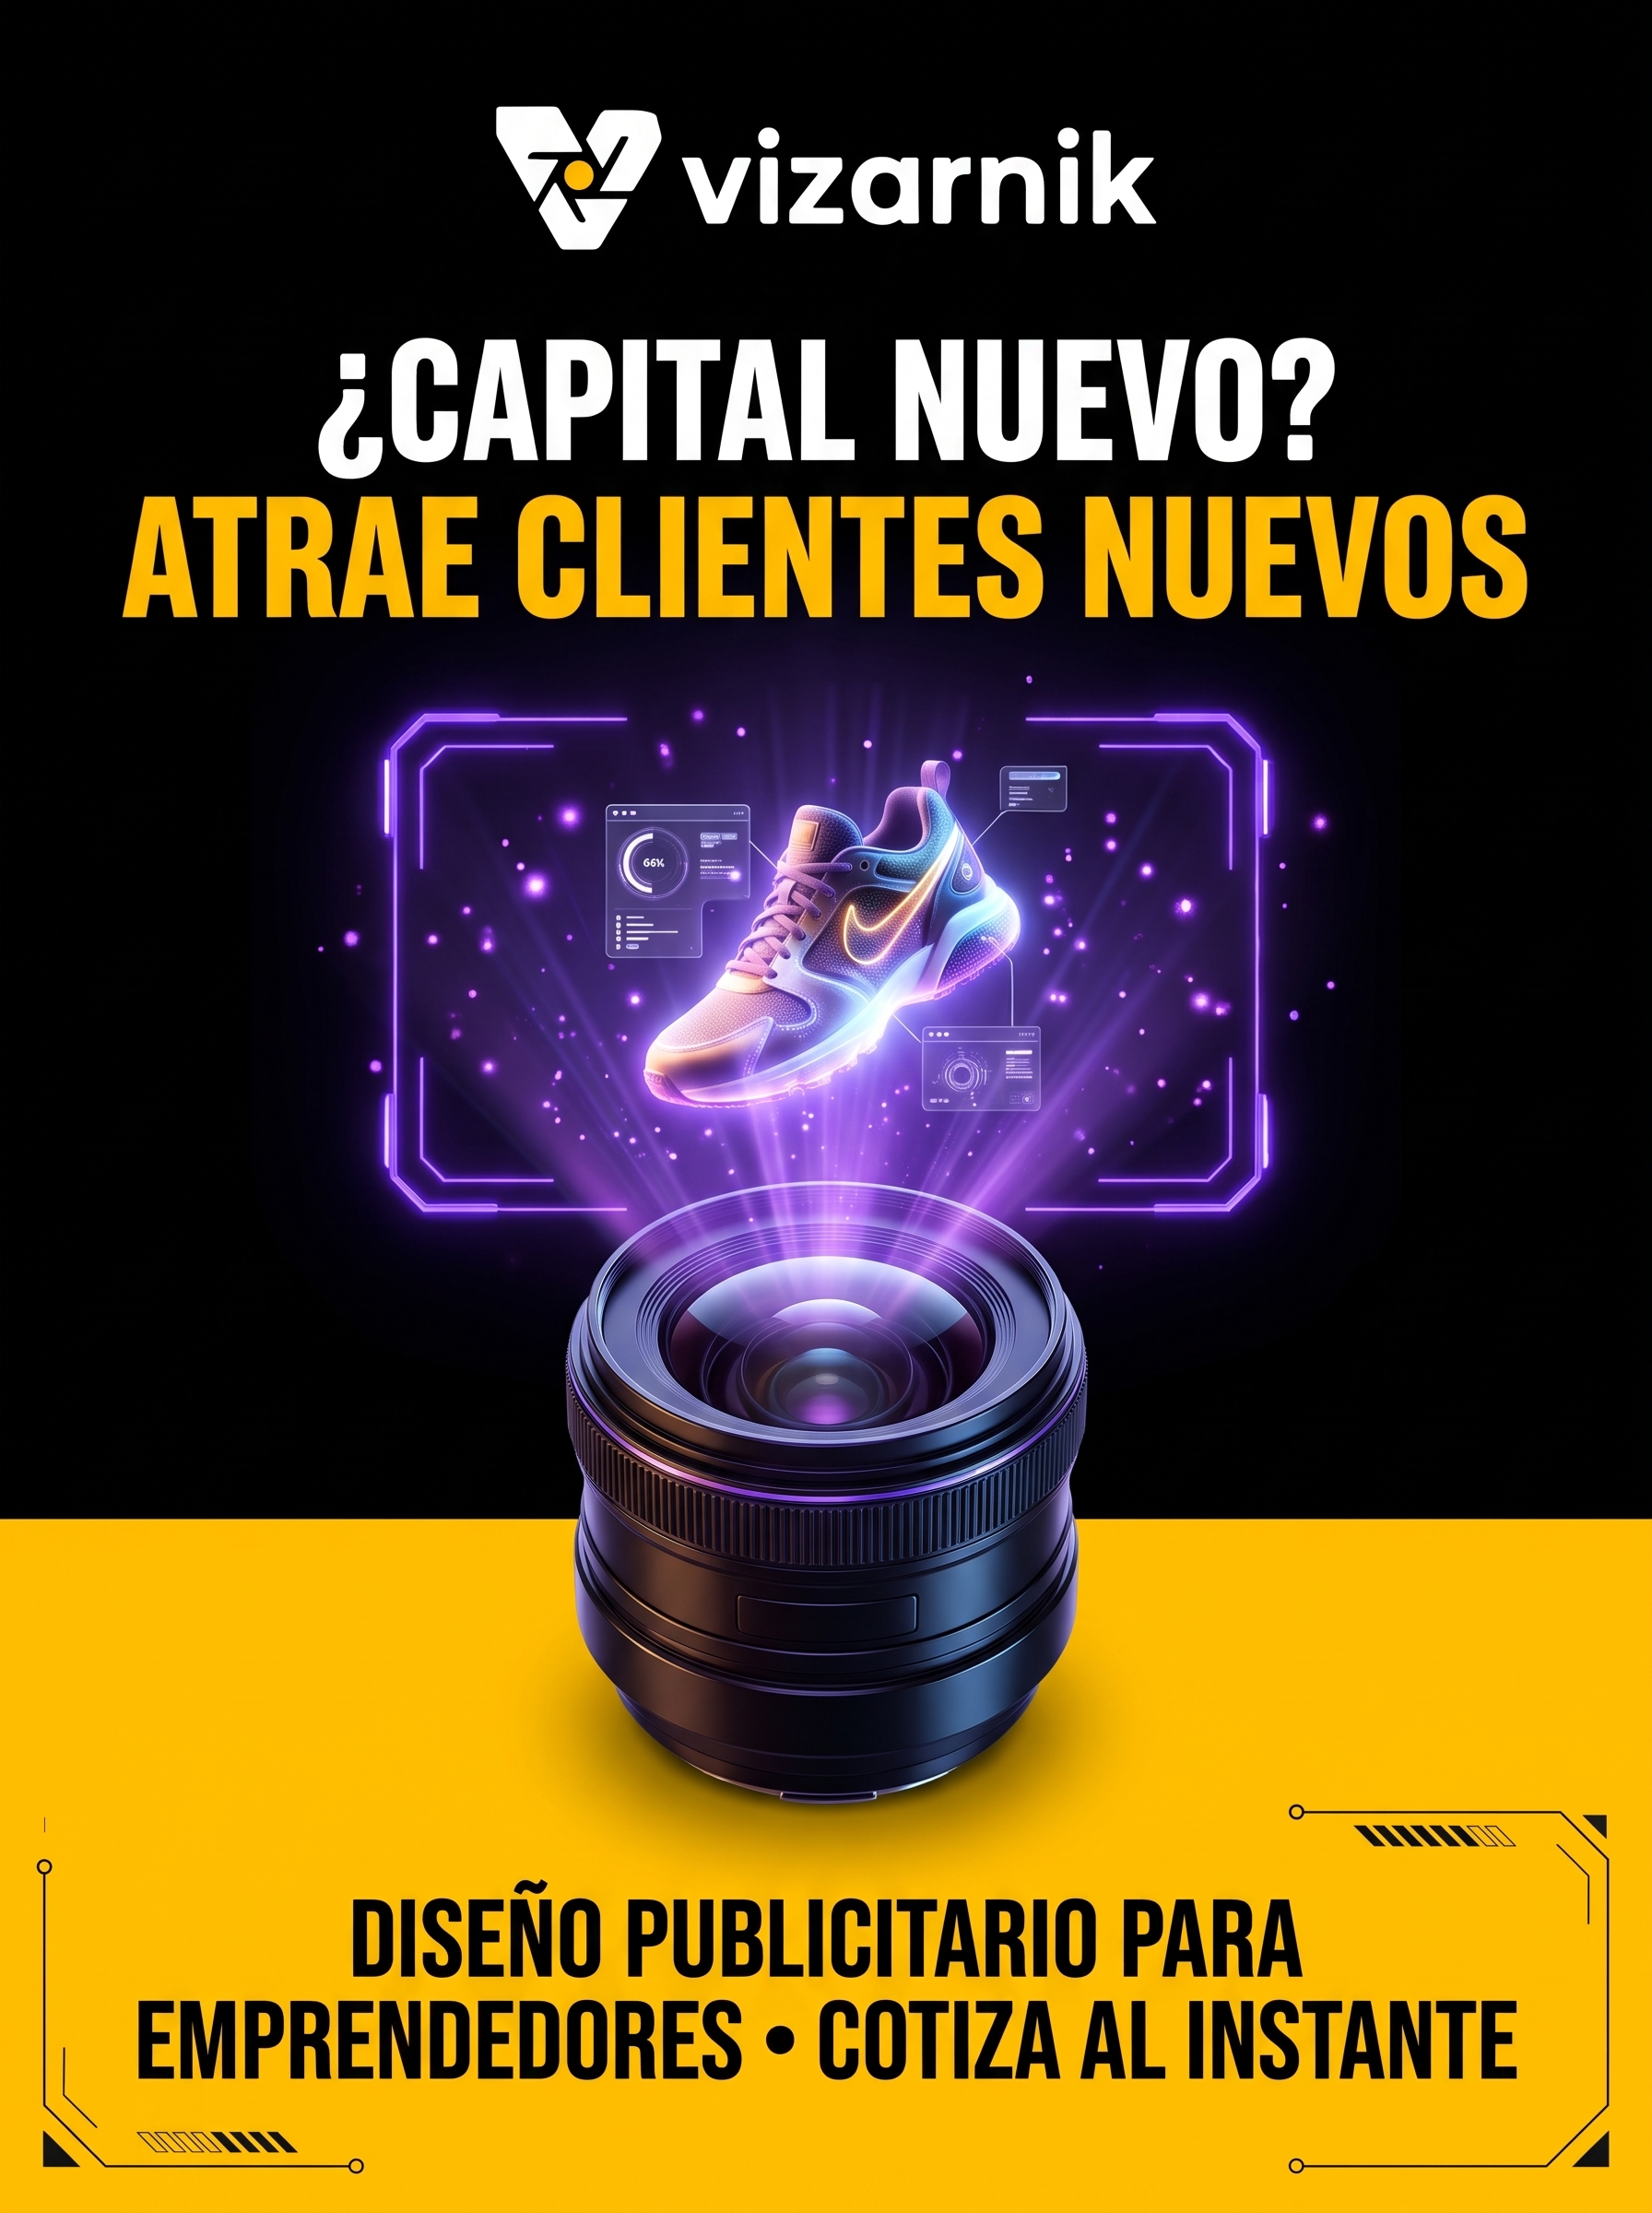 vizarnik
¿CAPITAL NUEVO?
ATRAE CLIENTES NUEVOS
66%
DISEÑO PUBLICITARIO PARA
EMPRENDEDORES • COTIZA AL INSTANTE